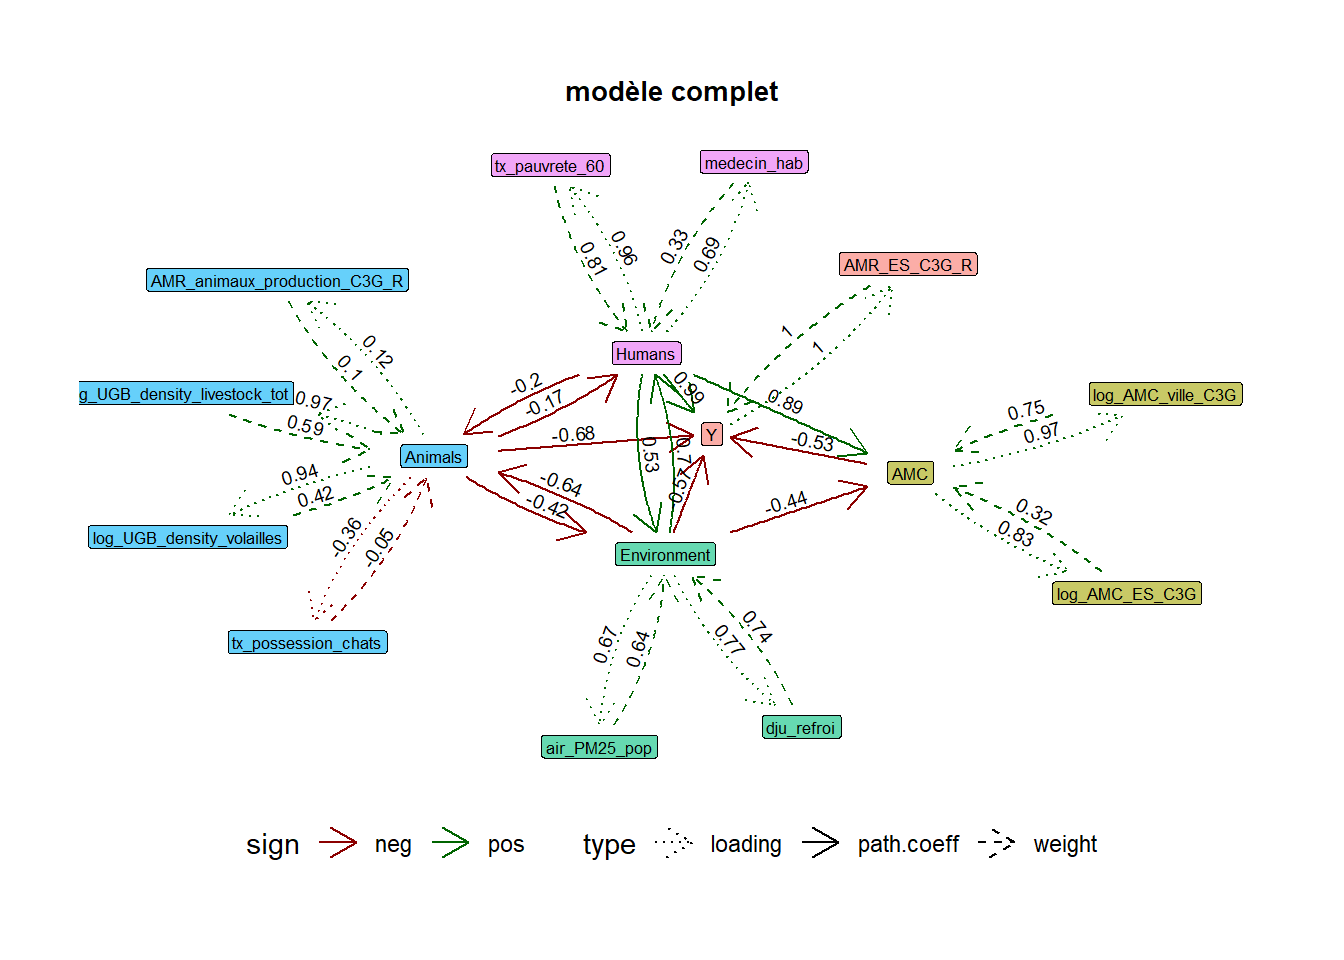 modèle complet
tx_pauvrete_60
medecin_hab
0.96
0.81
0.33
0.69
AMR_ES_C3G_R
AMR_animaux_production_C3G_R
1
1
0.12
0.1
Humans
0.99
0.89
-0.2
-0.17
g_UGB_density_livestock_tot
0.97
0.59
log_AMC_ville_C3G
0.75
0.97
-0.68
Y
-0.53
Animals
0.53
0.7
AMC
0.94
0.42
-0.64
-0.42
-0.44
0.32
0.83
log_UGB_density_volailles
-0.36
-0.05
Environment
log_AMC_ES_C3G
tx_possession_chats
0.67
0.64
0.74
0.77
air_PM25_pop
dju_refroi
sign neg pos type loading path.coeff weight